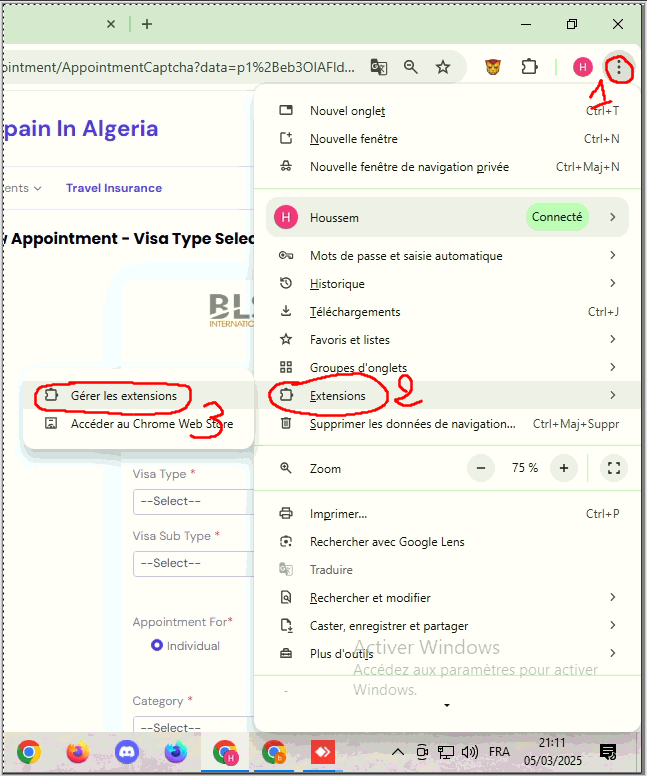 ointment/AppointmentCaptcha?data=p1%2Beb3OIAFId...
H
1
pain In Algeria
ents
Travel Insurance
w Appointment - Visa Type Selec
BLS
INTERNATIO
Nouvel onglet Ctrl+T
Nouvelle fenêtre Ctrl+N
Nouvelle fenêtre de navigation privée Ctrl+Maj+N
H Houssem Connecté
Mots de passe et saisie automatique
Historique
Téléchargements Ctrl+J
Favoris et listes
Groupes d'onglets
Gérer les extensions
Extensions 2
Accéder au Chrome Web Store
3
Supprimer les données de navigation... Ctrl+Maj+Suppr
Zoom − 75 % +
Visa Type *
--Select--
Visa Sub Type *
--Select--
Appointment For*
Individual
Category *
--Select--
Imprimer... Ctrl+P
Rechercher avec Google Lens
Traduire
Rechercher et modifier
Caster, enregistrer et partager
Plus d'outils
Activer Windows
Accédez aux paramètres pour activer
Windows.
H
FRA
21:11
05/03/2025